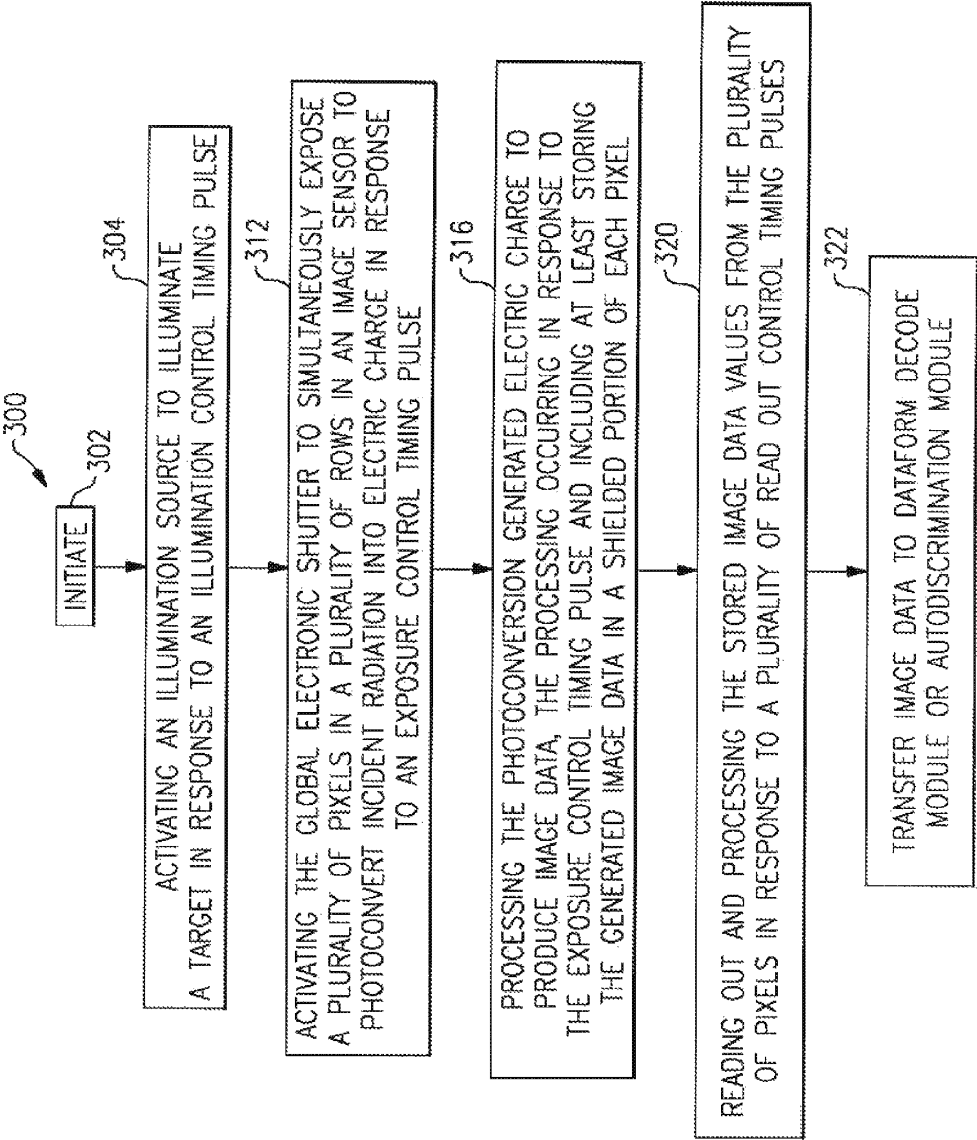 300
302
INITIATE
304
ACTIVATING AN ILLUMINATION SOURCE TO ILLUMINATE
A TARGET IN RESPONSE TO AN ILLUMINATION CONTROL TIMING PULSE
312
ACTIVATING THE GLOBAL ELECTRONIC SHUTTER TO SIMULTANEOUSLY EXPOSE
A PLURALITY OF PIXELS IN A PLURALITY OF ROWS IN AN IMAGE SENSOR TO
PHOTOCONVERT INCIDENT RADIATION INTO ELECTRIC CHARGE IN RESPONSE
TO AN EXPOSURE CONTROL TIMING PULSE
316
PROCESSING THE PHOTOCONVERSION GENERATED ELECTRIC CHARGE TO
PRODUCE IMAGE DATA, THE PROCESSING OCCURRING IN RESPONSE TO
THE EXPOSURE CONTROL TIMING PULSE AND INCLUDING AT LEAST STORING
THE GENERATED IMAGE DATA IN A SHIELDED PORTION OF EACH PIXEL
320
READING OUT AND PROCESSING THE STORED IMAGE DATA VALUES FROM THE PLURALITY
OF PIXELS IN RESPONSE TO A PLURALITY OF READ OUT CONTROL TIMING PULSES
322
TRANSFER IMAGE DATA TO DATAFORM DECODE
MODULE OR AUTODISCRIMINATION MODULE